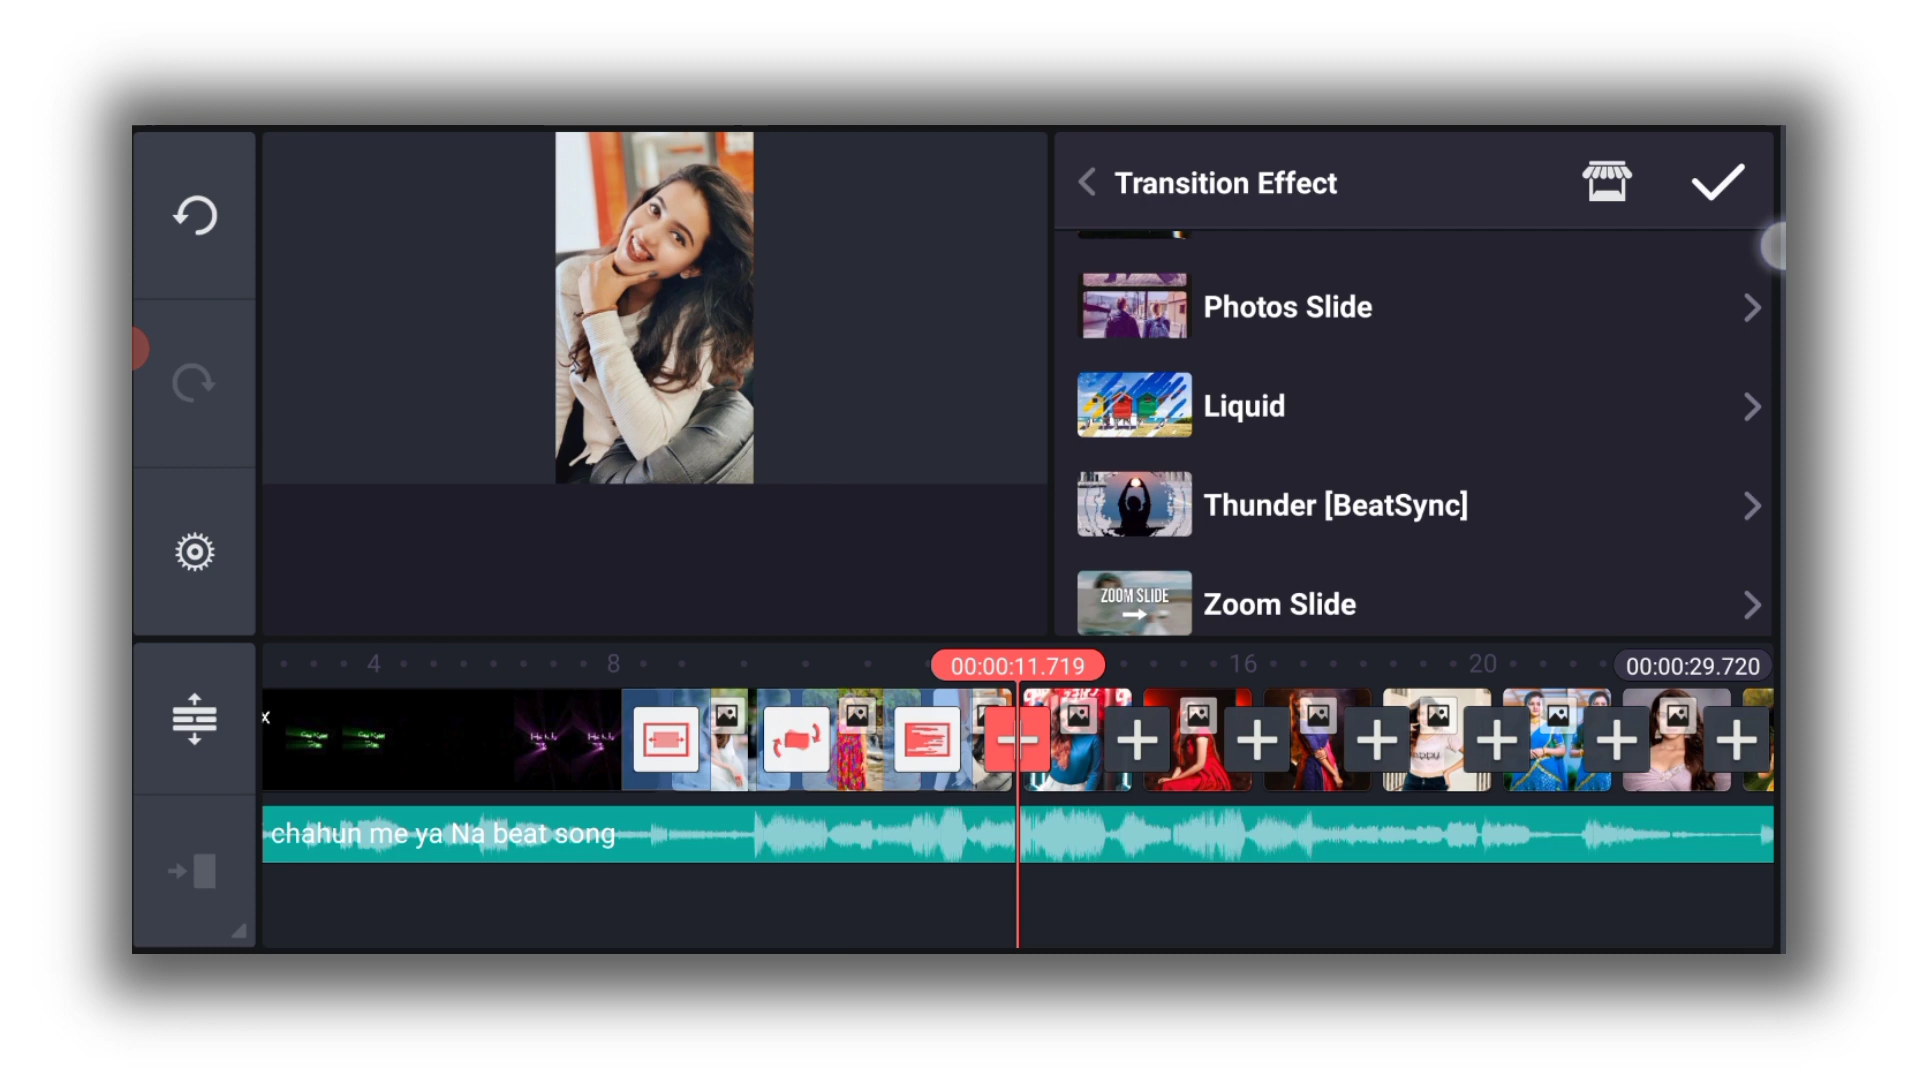 Transition Effect
Photos Slide
Liquid
Thunder [BeatSync]
ZOOM SLIDE
Zoom Slide
4
8
00:00:11.719
16
20
00:00:29.720
x
chahun me ya Na beat song